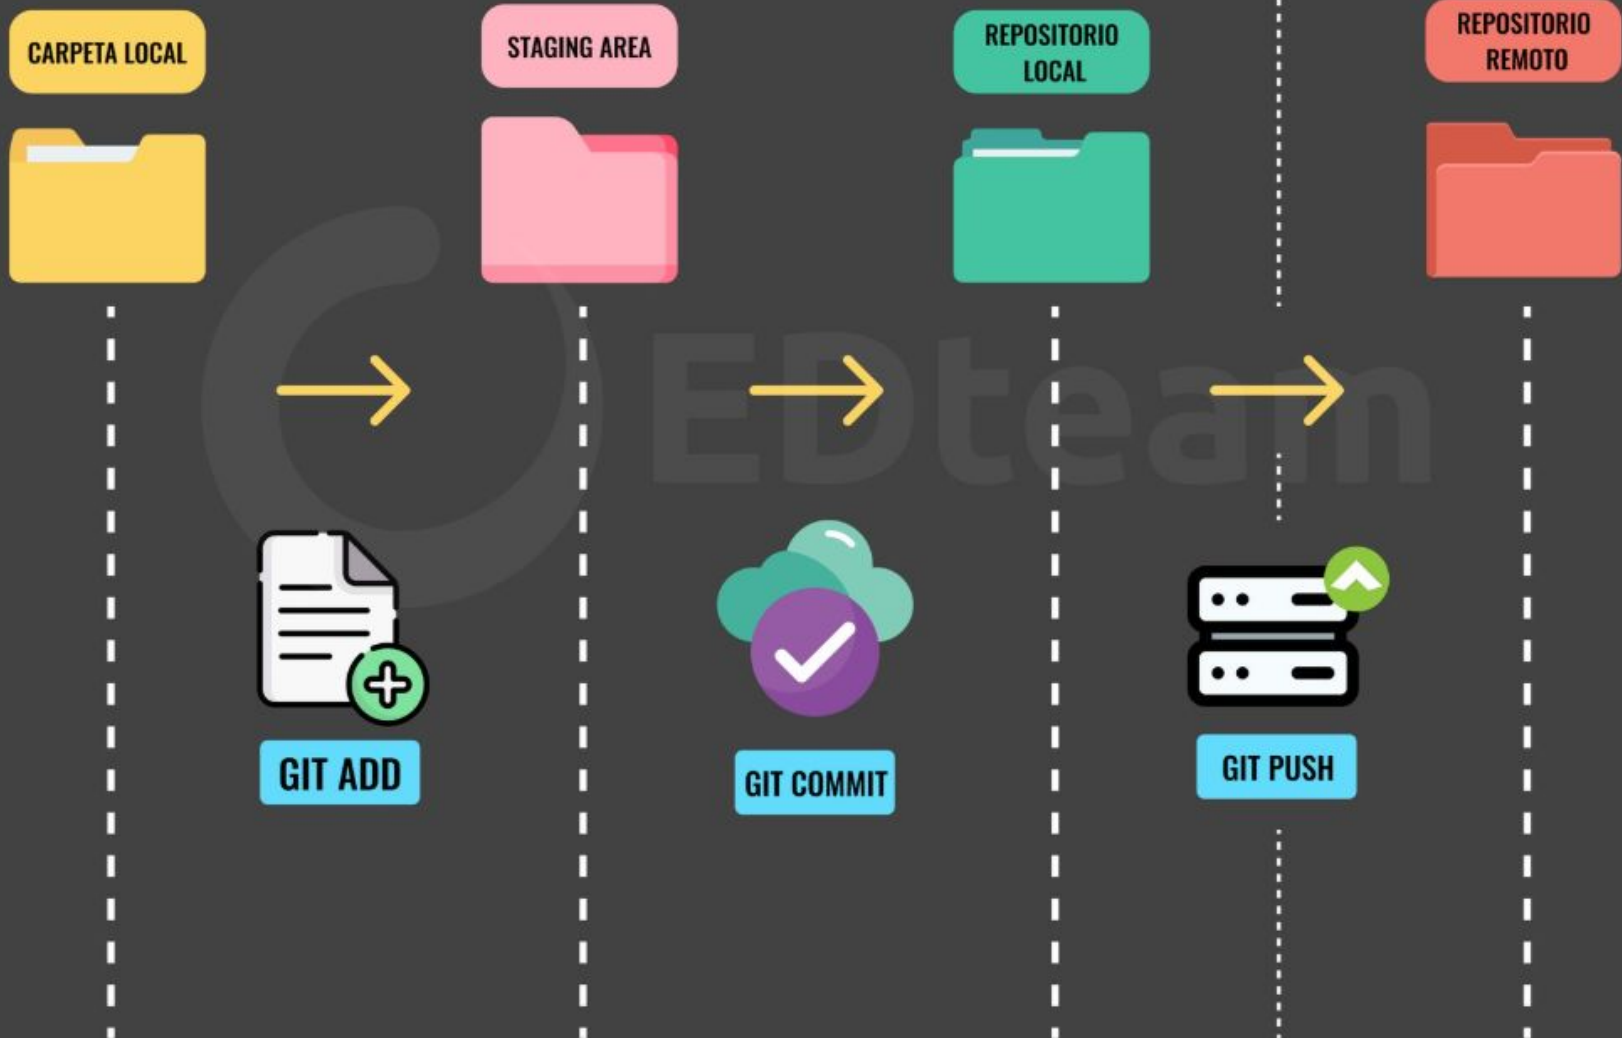 CARPETA LOCAL
STAGING AREA
REPOSITORIO
LOCAL
REPOSITORIO
REMOTO
EDteam
GIT ADD
GIT COMMIT
GIT PUSH